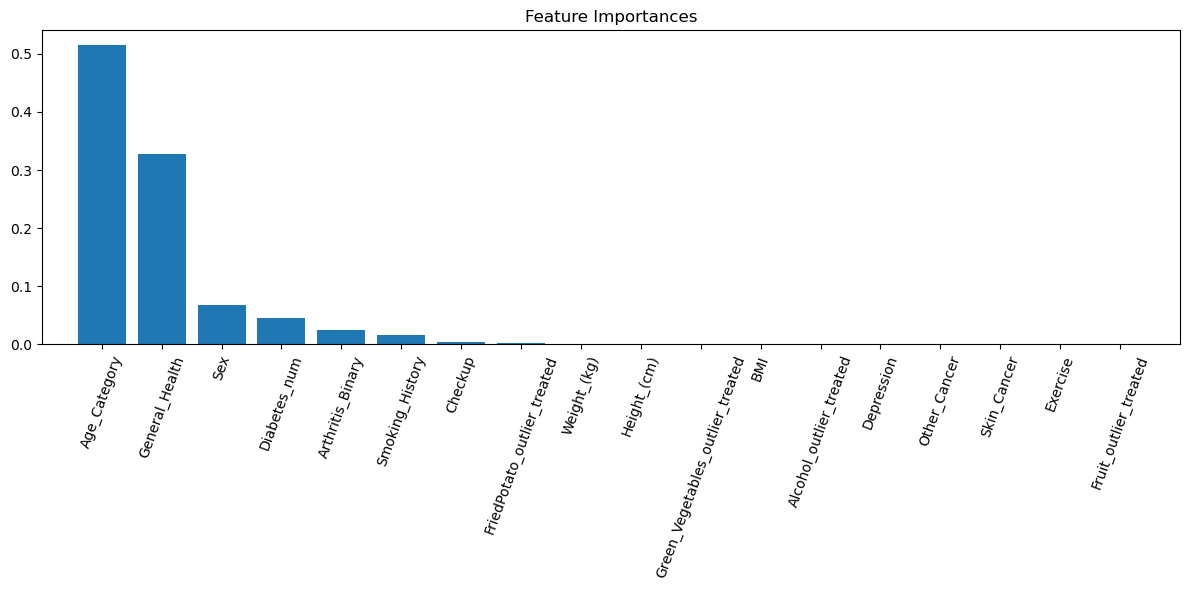 Feature Importances
0.5
0.4
0.3
0.2
0.1
0.0
Age_Category
General_Health
Sex
Diabetes_num
Arthritis_Binary
Smoking_History
Checkup
FriedPotato_outlier_treated
Weight_(kg)
Height_(cm)
Green_Vegetables_outlier_treated
BMI
Alcohol_outlier_treated
Depression
Other_Cancer
Skin_Cancer
Exercise
Fruit_outlier_treated